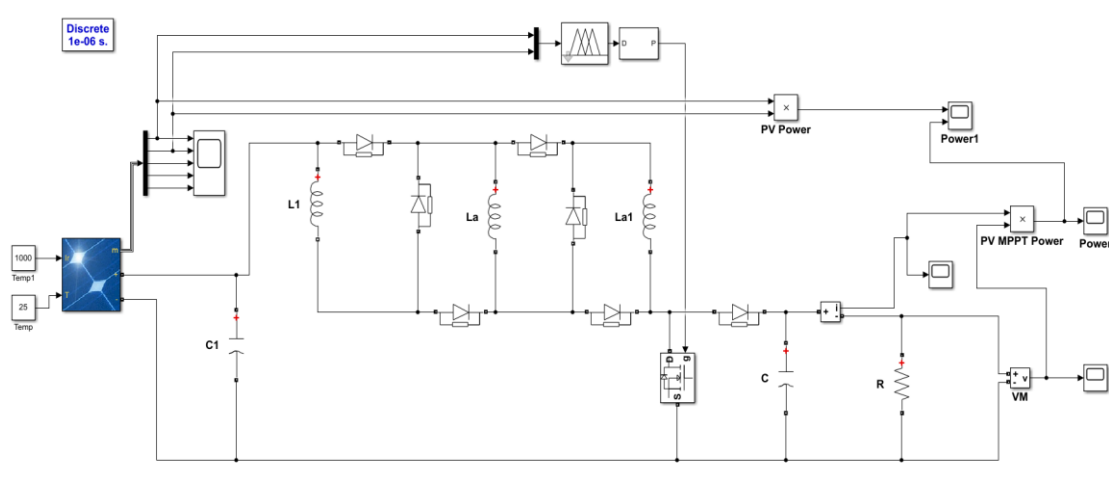 Discrete
1e-06 s.
D
P
PV Power
Power1
L1
La
La1
PV MPPT Power
Power
1000
Temp1
25
Temp
m
+
-
C1
D
g
S
C
+
i
-
R
+
-
v
VM